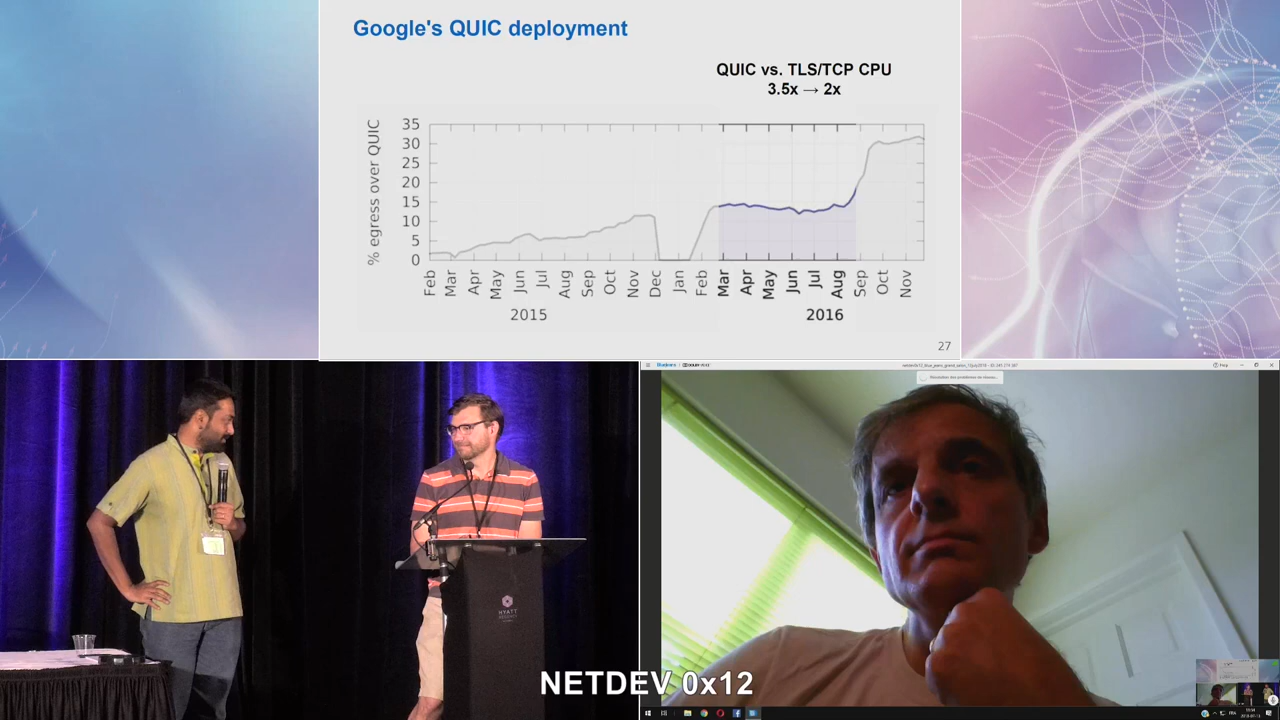 Google's QUIC deployment
QUIC vs. TLS/TCP CPU
3.5x → 2x
% egress over QUIC
35
30
25
20
15
10
5
0
Feb Mar Apr May Jun Jul Aug Sep Oct Nov Dec Jan Feb Mar Apr May Jun Jul Aug Sep Oct Nov
2015 2016
27
HYATT
NETDEV 0x12